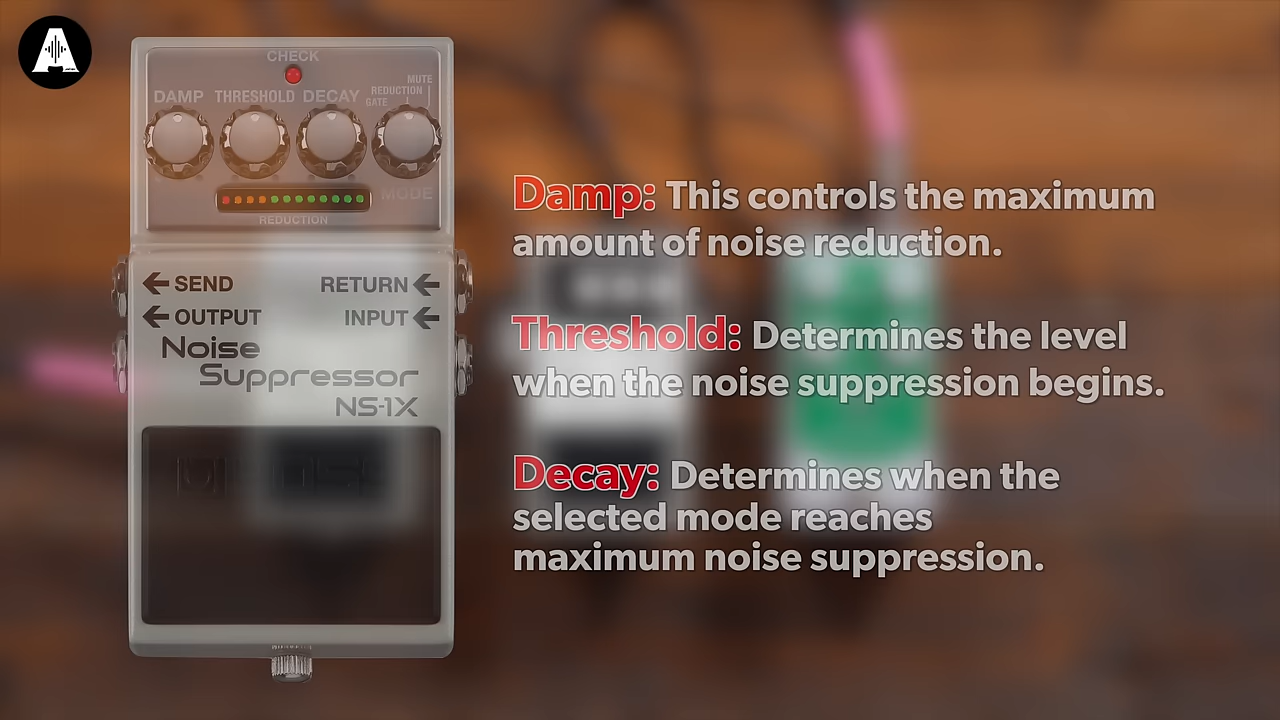 A
CHECK
DAMP THRESHOLD DECAY
MUTE
REDUCTION
GATE
MODE
REDUCTION
SEND
RETURN
OUTPUT
INPUT
Noise
Suppressor
NS-1X
Damp: This controls the maximum
amount of noise reduction.
Threshold: Determines the level
when the noise suppression begins.
Decay: Determines when the
selected mode reaches
maximum noise suppression.